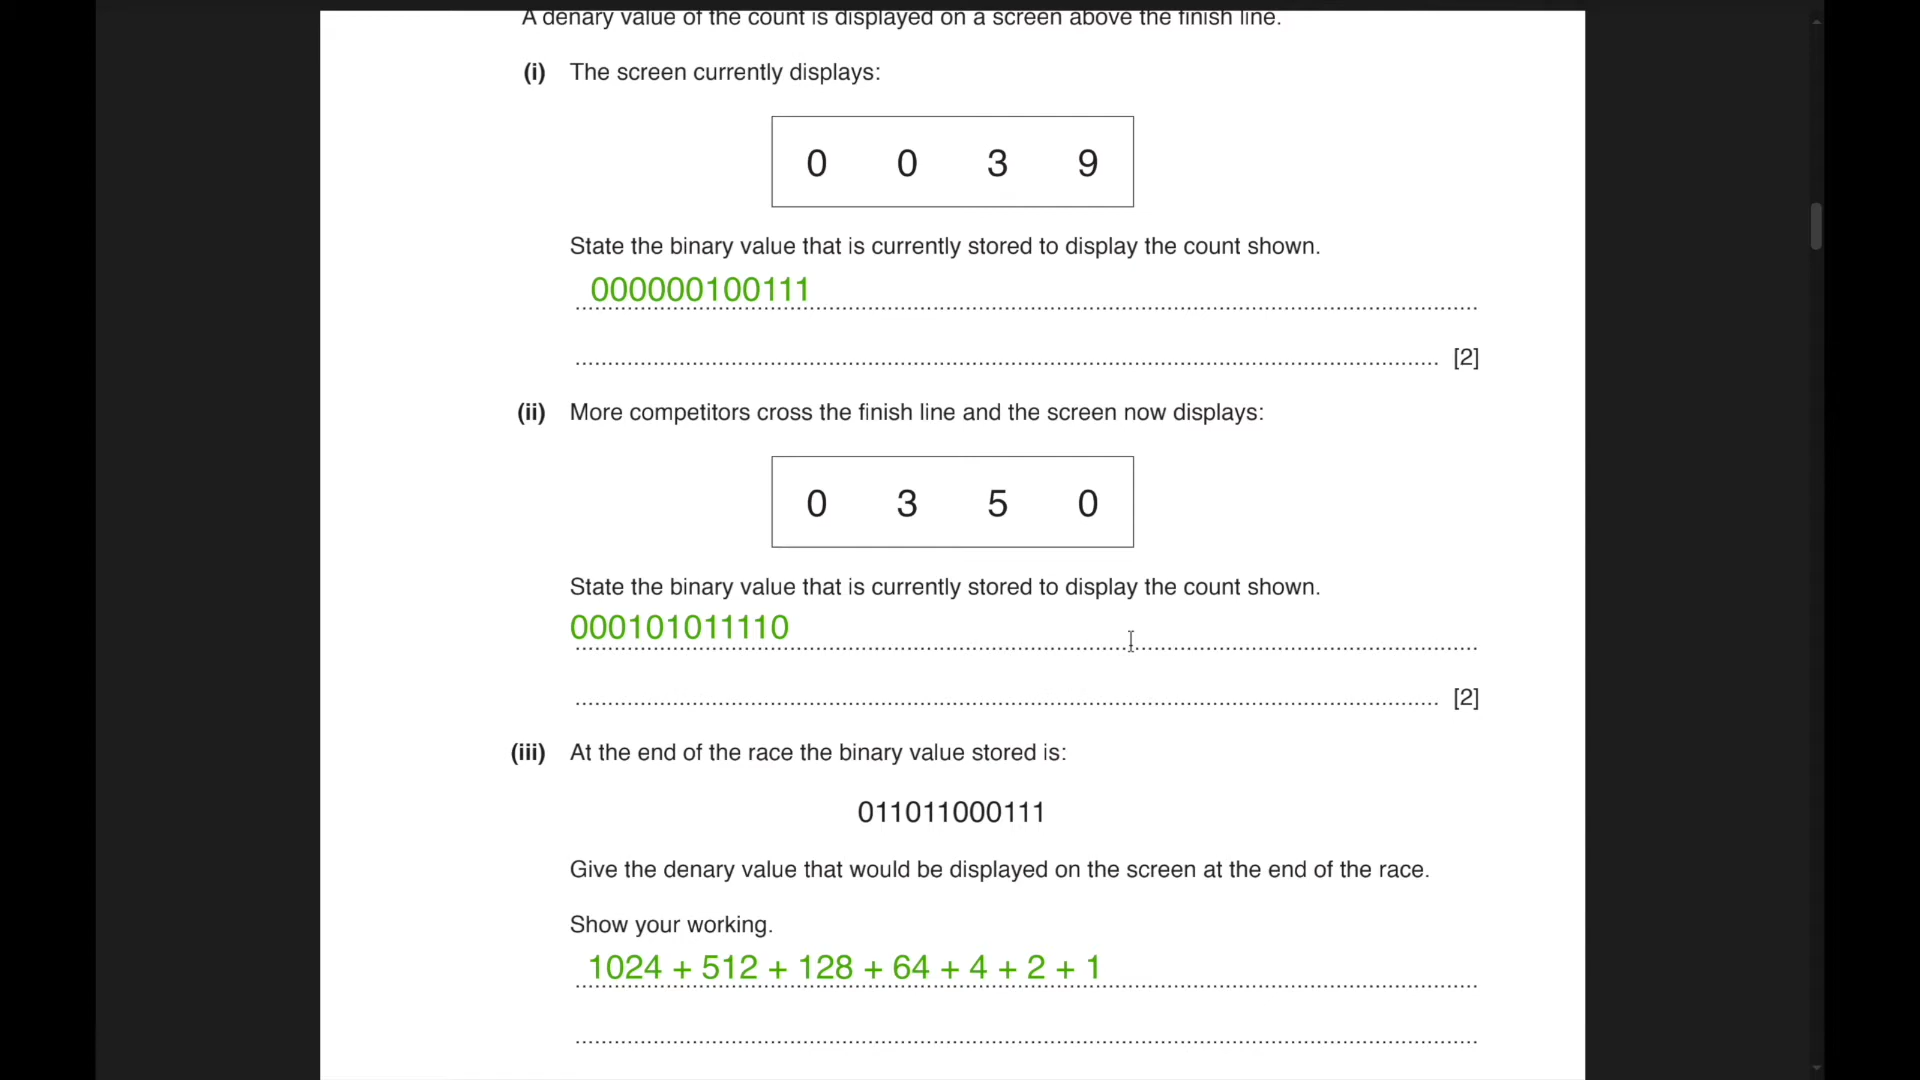 A denary value of the count is displayed on a screen above the finish line.
(i) The screen currently displays:
0 0 3 9
State the binary value that is currently stored to display the count shown.
000000100111
[2]
(ii) More competitors cross the finish line and the screen now displays:
0 3 5 0
State the binary value that is currently stored to display the count shown.
000101011110
[2]
(iii) At the end of the race the binary value stored is:
011011000111
Give the denary value that would be displayed on the screen at the end of the race.
Show your working.
1024 + 512 + 128 + 64 + 4 + 2 + 1